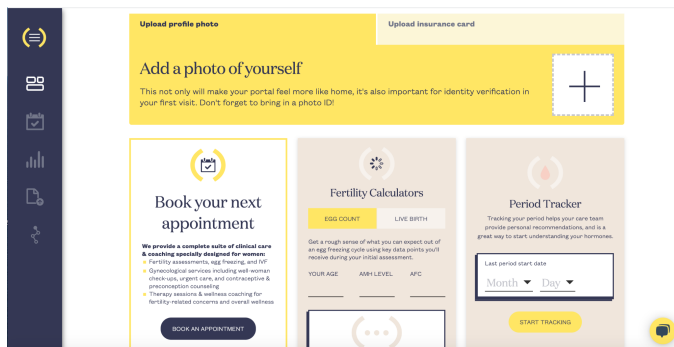 Upload profile photo
Upload insurance card
Add a photo of yourself
This not only will make your portal feel more like home, it's also important for identity verification in
your first visit. Don't forget to bring in a photo ID!
Book your next
appointment
We provide a complete suite of clinical care
& coaching specially designed for women:
Fertility assessments, egg freezing, and IVF
Gynecological services including well-woman
check-ups, urgent care, and contraceptive &
preconception counseling
Therapy sessions & wellness coaching for
fertility-related concerns and overall wellness
BOOK AN APPOINTMENT
Fertility Calculators
EGG COUNT
LIVE BIRTH
Get a rough sense of what you can expect out of
an egg freezing cycle using key data points you'll
receive during your initial assessment.
YOUR AGE
AMH LEVEL
AFC
Period Tracker
Tracking your period helps your care team
provide personal recommendations, and is a
great way to start understanding your hormones.
Last period start date
Month
Day
START TRACKING